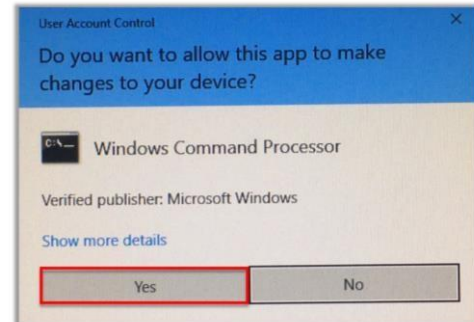 User Account Control
Do you want to allow this app to make
changes to your device?
C:\_
Windows Command Processor
Verified publisher: Microsoft Windows
Show more details
Yes
No